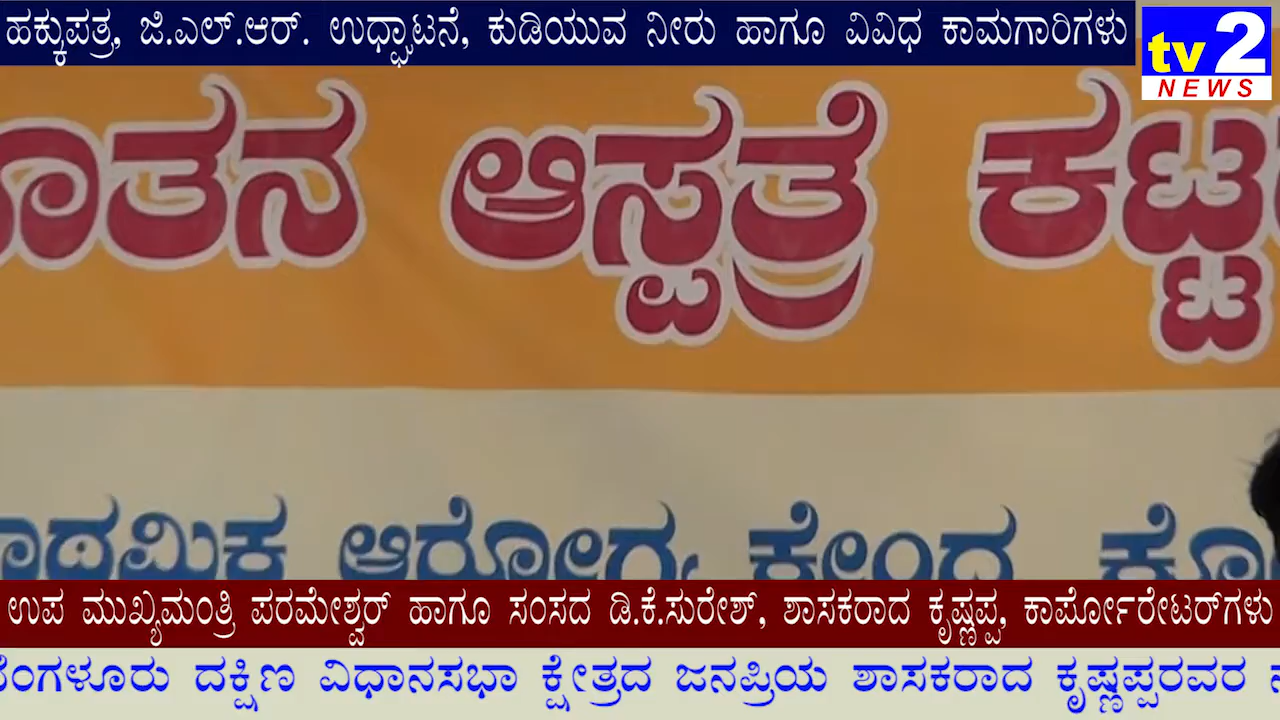 ಹಕ್ಕುಪತ್ರ, ಜಿ.ಎಲ್.ಆರ್. ಉಧ್ಘಾಟನೆ, ಕುಡಿಯುವ ನೀರು ಹಾಗೂ ವಿವಿಧ ಕಾಮಗಾರಿಗಳು
tv2
NEWS
ನೂತನ ಆಸ್ಪತ್ರೆ ಕಟ್ಟ
ಪ್ರಾಥಮಿಕ ಆರೋಗ್ಯ ಕೇಂದ್ರ
ಉಪ ಮುಖ್ಯಮಂತ್ರಿ ಪರಮೇಶ್ವರ್ ಹಾಗೂ ಸಂಸದ ಡಿ.ಕೆ.ಸುರೇಶ್, ಶಾಸಕರಾದ ಕೃಷ್ಣಪ್ಪ, ಕಾರ್ಪೋರೇಟರ್‌ಗಳು
ಬೆಂಗಳೂರು ದಕ್ಷಿಣ ವಿಧಾನಸಭಾ ಕ್ಷೇತ್ರದ ಜನಪ್ರಿಯ ಶಾಸಕರಾದ ಕೃಷ್ಣಪ್ಪರವರ